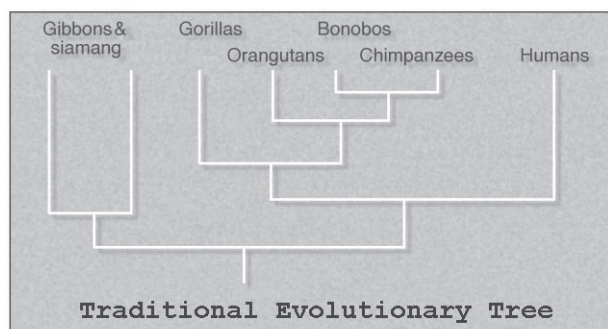 Gibbons & siamang
Gorillas
Bonobos
Orangutans
Chimpanzees
Humans
Traditional Evolutionary Tree